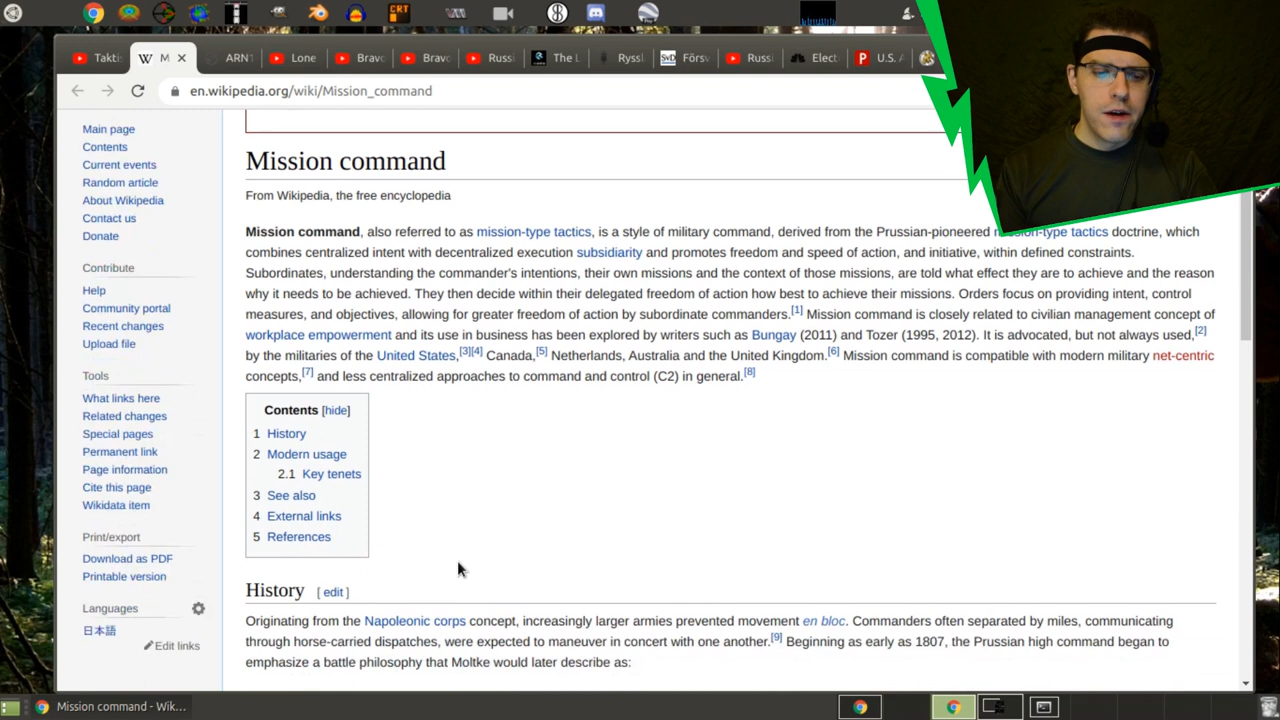 CRT
Takti
M
ARN
Lone
Bravo
Bravo
Russi
The L
Ryssl
SvD
Försv
Russi
Elect
U.S. A
en.wikipedia.org/wiki/Mission_command
Main page
Contents
Current events
Random article
About Wikipedia
Contact us
Donate
Contribute
Help
Community portal
Recent changes
Upload file
Tools
What links here
Related changes
Special pages
Permanent link
Page information
Cite this page
Wikidata item
Print/export
Download as PDF
Printable version
Languages
日本語
Edit links
Mission command
From Wikipedia, the free encyclopedia
Mission command, also referred to as mission-type tactics, is a style of military command, derived from the Prussian-pioneered mission-type tactics doctrine, which
combines centralized intent with decentralized execution subsidiarity and promotes freedom and speed of action, and initiative, within defined constraints.
Subordinates, understanding the commander's intentions, their own missions and the context of those missions, are told what effect they are to achieve and the reason
why it needs to be achieved. They then decide within their delegated freedom of action how best to achieve their missions. Orders focus on providing intent, control
measures, and objectives, allowing for greater freedom of action by subordinate commanders.[1] Mission command is closely related to civilian management concept of
workplace empowerment and its use in business has been explored by writers such as Bungay (2011) and Tozer (1995, 2012). It is advocated, but not always used,[2]
by the militaries of the United States,[3][4] Canada,[5] Netherlands, Australia and the United Kingdom.[6] Mission command is compatible with modern military net-centric
concepts,[7] and less centralized approaches to command and control (C2) in general.[8]
Contents [hide]
1 History
2 Modern usage
2.1 Key tenets
3 See also
4 External links
5 References
History [ edit ]
Originating from the Napoleonic corps concept, increasingly larger armies prevented movement en bloc. Commanders often separated by miles, communicating
through horse-carried dispatches, were expected to maneuver in concert with one another.[9] Beginning as early as 1807, the Prussian high command began to
emphasize a battle philosophy that Moltke would later describe as:
Mission command - Wik...